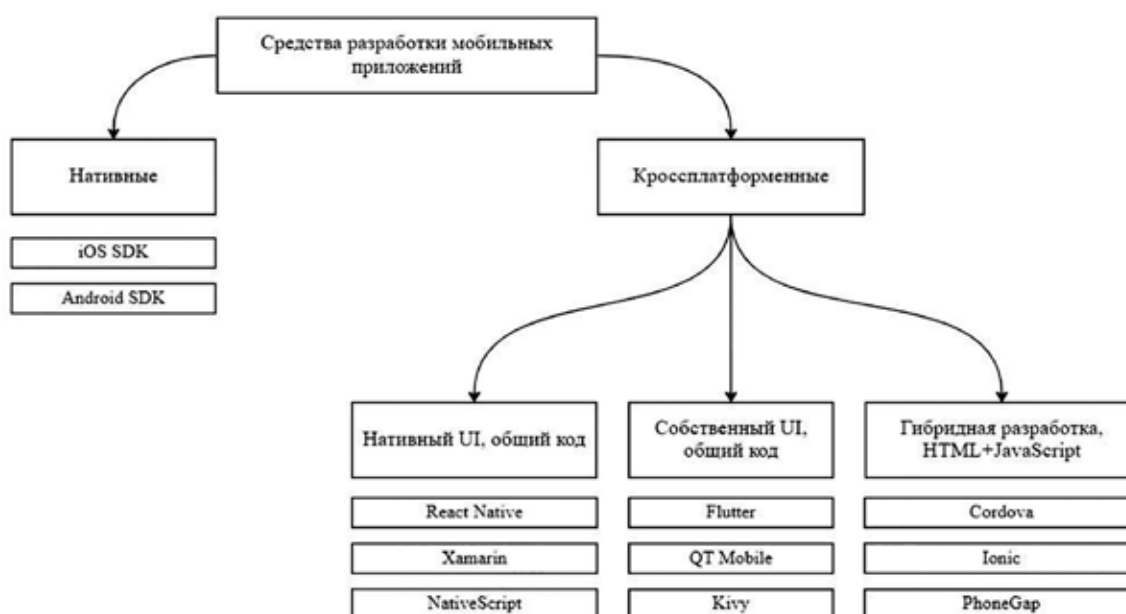 Средства разработки мобильных
приложений
Нативные
Кроссплатформенные
iOS SDK
Android SDK
Нативный UI, общий код
Собственный UI,
общий код
Гибридная разработка,
HTML+JavaScript
React Native
Flutter
Cordova
Xamarin
QT Mobile
Ionic
NativeScript
Kivy
PhoneGap